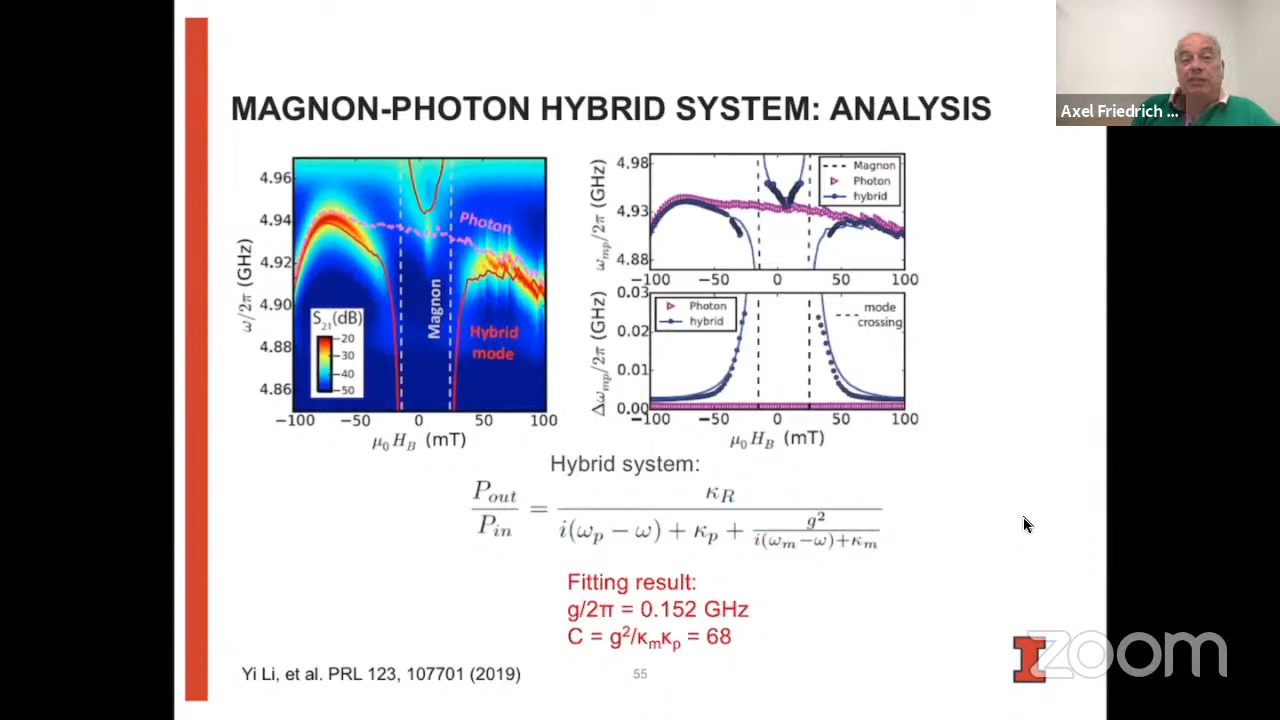 Axel Friedrich ...
MAGNON-PHOTON HYBRID SYSTEM: ANALYSIS
4.96
4.94
4.92
4.90
4.88
4.86
ω/2π (GHz)
Photon
Magnon
Hybrid
mode
S21(dB)
-20
-30
-40
-50
-100 -50 0 50 100
μ0HB (mT)
4.98
4.93
4.88
ωmp/2π (GHz)
Magnon
Photon
hybrid
-100 -50 0 50 100
0.03
0.02
0.01
0.00
Δωmp/2π (GHz)
Photon
hybrid
mode
crossing
-100 -50 0 50 100
μ0HB (mT)
Hybrid system:
Pout/Pin = κR / (i(ωp − ω) + κp + g²/(i(ωm−ω)+κm))
Fitting result:
g/2π = 0.152 GHz
C = g²/κmκp = 68
Yi Li, et al. PRL 123, 107701 (2019)
55
I
zoom